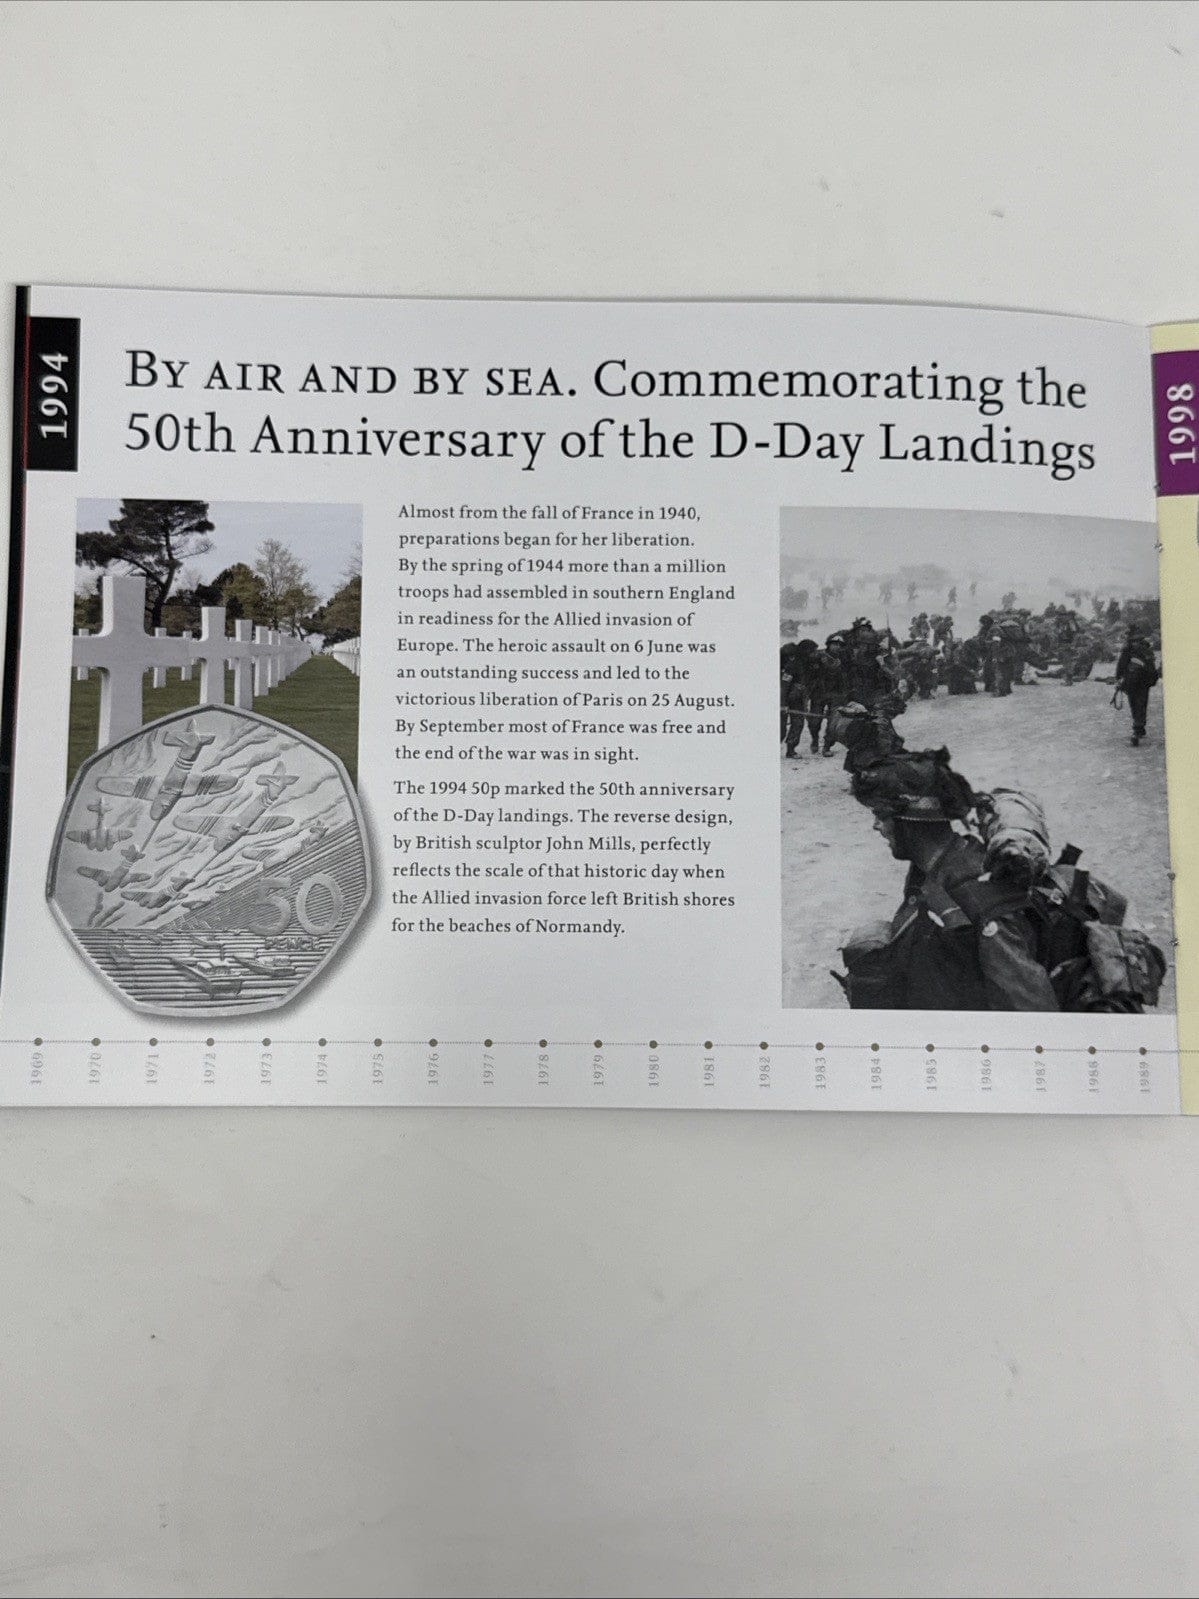 1994
BY AIR AND BY SEA. Commemorating the
50th Anniversary of the D-Day Landings
1998
Almost from the fall of France in 1940,
preparations began for her liberation.
By the spring of 1944 more than a million
troops had assembled in southern England
in readiness for the Allied invasion of
Europe. The heroic assault on 6 June was
an outstanding success and led to the
victorious liberation of Paris on 25 August.
By September most of France was free and
the end of the war was in sight.
The 1994 50p marked the 50th anniversary
of the D-Day landings. The reverse design,
by British sculptor John Mills, perfectly
reflects the scale of that historic day when
the Allied invasion force left British shores
for the beaches of Normandy.
50
PENCE
1969 1970 1971 1972 1973 1974 1975 1976 1977 1978 1979 1980 1981 1982 1983 1984 1985 1986 1987 1988 1989